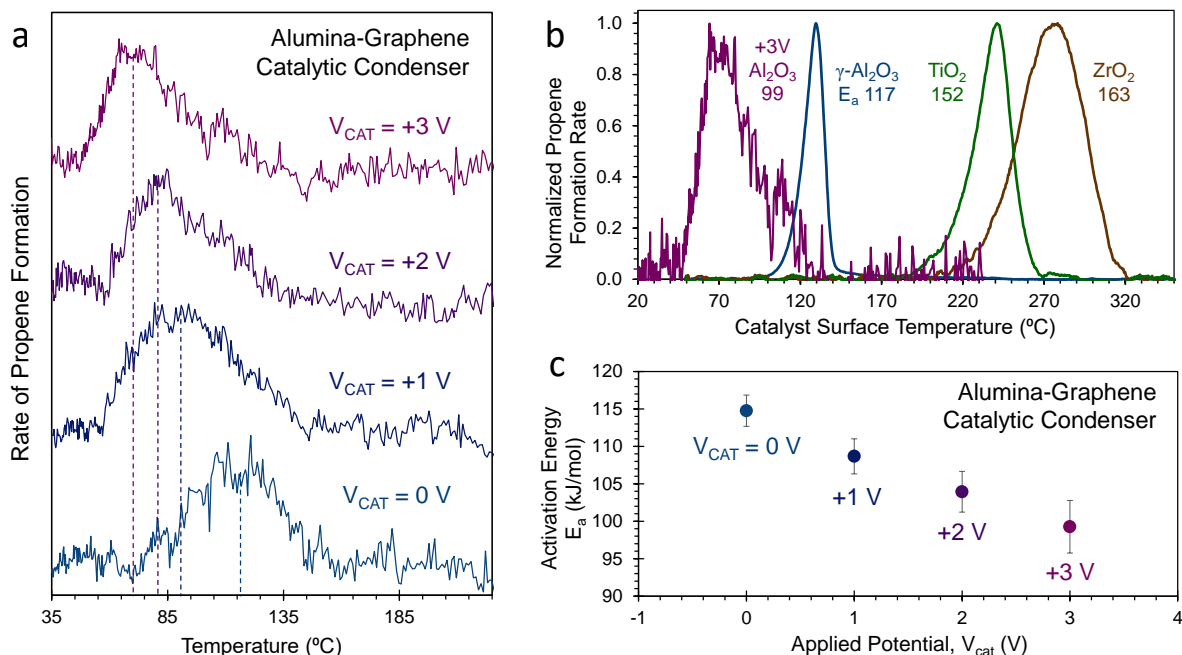 a
Alumina-Graphene
Catalytic Condenser
V_CAT = +3 V
V_CAT = +2 V
V_CAT = +1 V
V_CAT = 0 V
Rate of Propene Formation
35 85 135 185
Temperature (ºC)
b
+3V
Al₂O₃
99
γ-Al₂O₃
E_a 117
TiO₂
152
ZrO₂
163
Normalized Propene
Formation Rate
1.0
0.8
0.6
0.4
0.2
0.0
20 70 120 170 220 270 320
Catalyst Surface Temperature (ºC)
c
Alumina-Graphene
Catalytic Condenser
V_CAT = 0 V
+1 V
+2 V
+3 V
Activation Energy
E_a (kJ/mol)
120
115
110
105
100
95
90
-1 0 1 2 3 4
Applied Potential, V_cat (V)